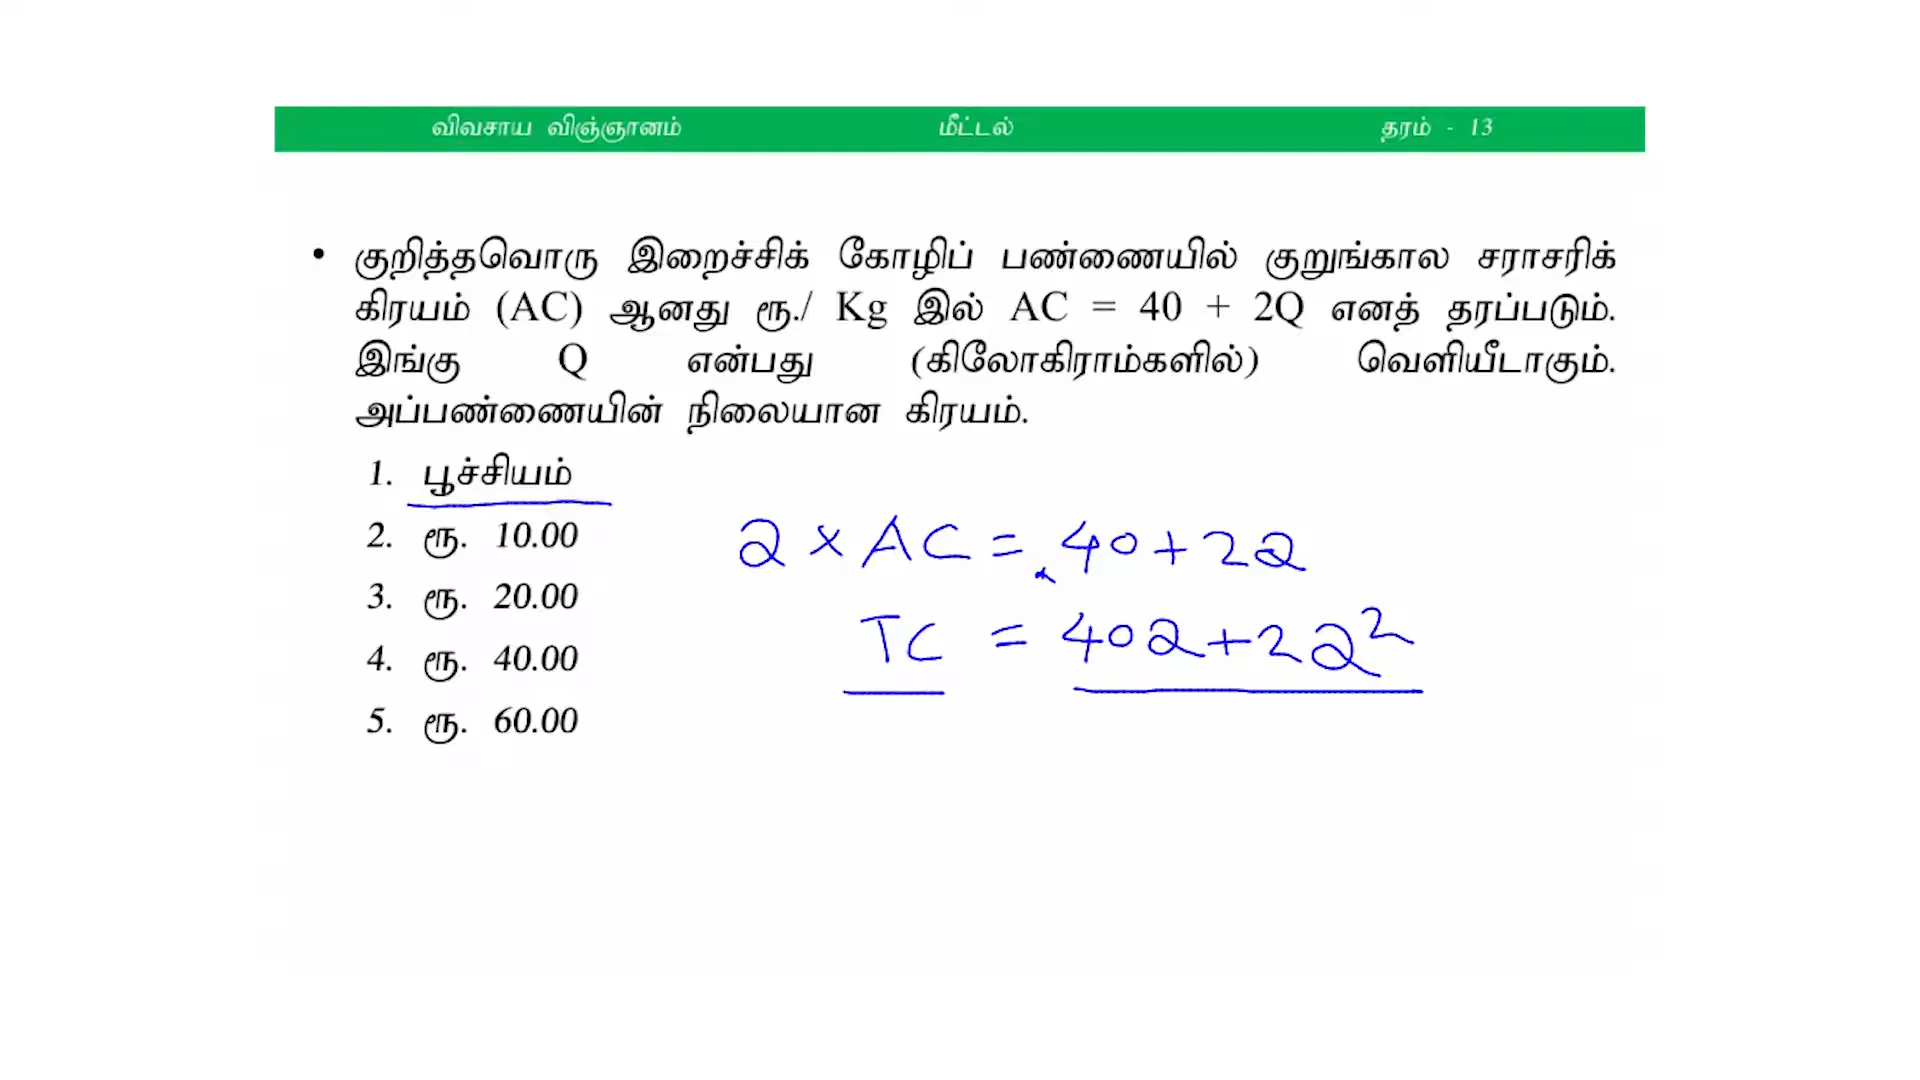 விவசாய விஞ்ஞானம் மீட்டல் தரம் - 13
• குறித்தவொரு இறைச்சிக் கோழிப் பண்ணையில் குறுங்கால சராசரிக்
கிரயம் (AC) ஆனது ரூ./ Kg இல் AC = 40 + 2Q எனத் தரப்படும்.
இங்கு Q என்பது (கிலோகிராம்களில்) வெளியீடாகும்.
அப்பண்ணையின் நிலையான கிரயம்.
1. பூச்சியம்
2. ரூ. 10.00
3. ரூ. 20.00
4. ரூ. 40.00
5. ரூ. 60.00
Q × AC = 40 + 2Q
TC = 40Q + 2Q²